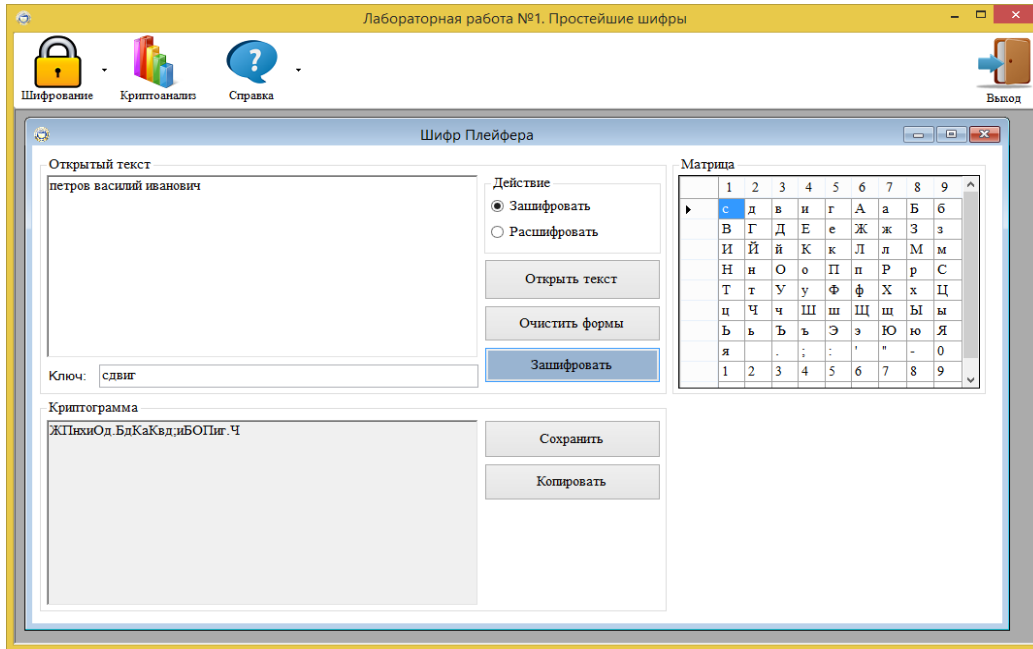 Лабораторная работа №1. Простейшие шифры
Шифрование
Криптоанализ
Справка
Выход
Шифр Плейфера
Открытый текст
петров василий иванович
Действие
Зашифровать
Расшифровать
Открыть текст
Очистить формы
Зашифровать
Ключ: сдвиг
Матрица
1 2 3 4 5 6 7 8 9
с д в и г А а Б б
В Г Д Е е Ж ж З з
И Й й К к Л л М м
Н н О о П п Р р С
Т т У у Ф ф Х х Ц
ц Ч ч Ш ш Щ щ Ы ы
Ь ь Ъ ъ Э э Ю ю Я
я . ; : ' " - 0
1 2 3 4 5 6 7 8 9
Криптограмма
ЖПнхиОд.БдКаКвд;иБОПиг.Ч
Сохранить
Копировать